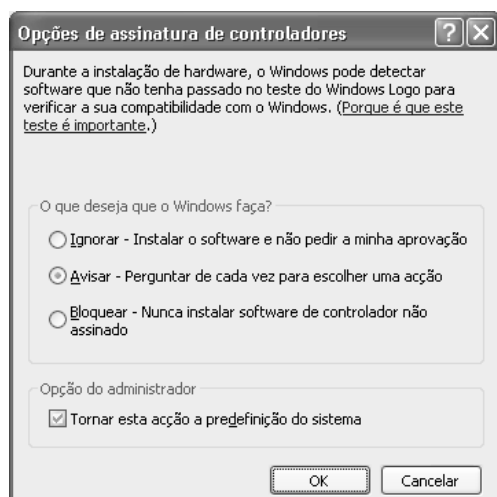 Opções de assinatura de controladores
Durante a instalação de hardware, o Windows pode detectar
software que não tenha passado no teste do Windows Logo para
verificar a sua compatibilidade com o Windows. (Porque é que este
teste é importante.)
O que deseja que o Windows faça?
Ignorar - Instalar o software e não pedir a minha aprovação
Avisar - Perguntar de cada vez para escolher uma acção
Bloquear - Nunca instalar software de controlador não
assinado
Opção do administrador
Tornar esta acção a predefinição do sistema
OK Cancelar